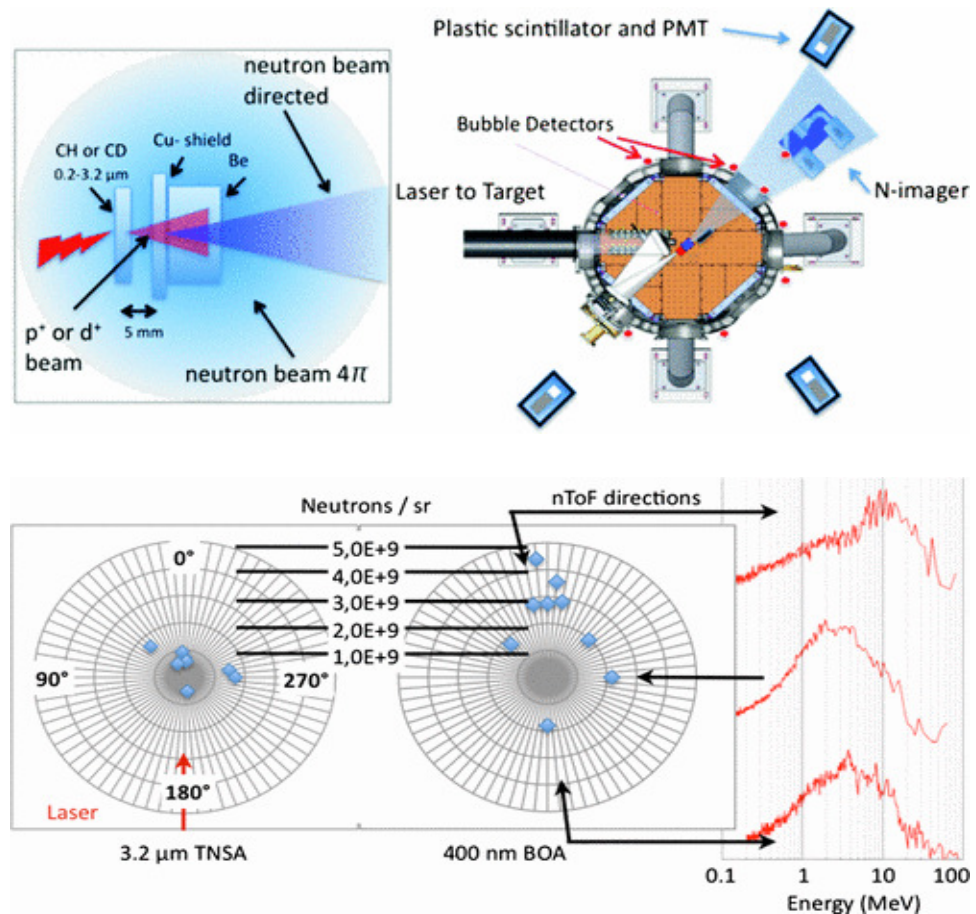 neutron beam
directed
Cu- shield
CH or CD
0.2-3.2 µm
Be
5 mm
p⁺ or d⁺
beam
neutron beam 4π
Plastic scintillator and PMT
Bubble Detectors
Laser to Target
N-imager
Neutrons / sr
nToF directions
5,0E+9
4,0E+9
3,0E+9
2,0E+9
1,0E+9
0°
90°
270°
180°
Laser
3.2 µm TNSA
400 nm BOA
0.1
1
10
100
Energy (MeV)